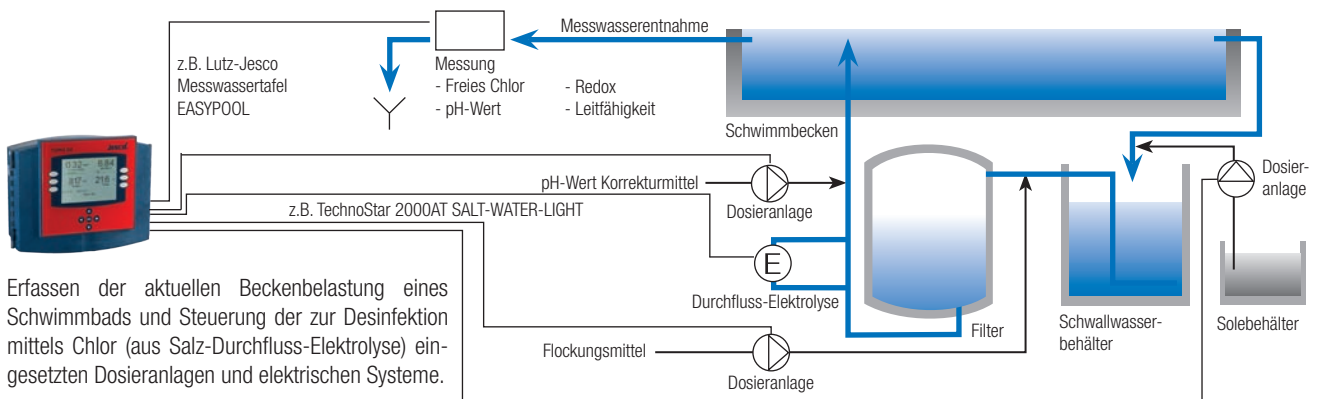 Messwasserentnahme
z.B. Lutz-Jesco
Messwassertafel
EASYPOOL
Messung
- Freies Chlor
- pH-Wert
- Redox
- Leitfähigkeit
Schwimmbecken
Dosier-
anlage
pH-Wert Korrekturmittel
Dosieranlage
z.B. TechnoStar 2000AT SALT-WATER-LIGHT
E
Durchfluss-Elektrolyse
Filter
Schwallwasser-
behälter
Solebehälter
Flockungsmittel
Dosieranlage
Erfassen der aktuellen Beckenbelastung eines
Schwimmbads und Steuerung der zur Desinfektion
mittels Chlor (aus Salz-Durchfluss-Elektrolyse) ein-
gesetzten Dosieranlagen und elektrischen Systeme.